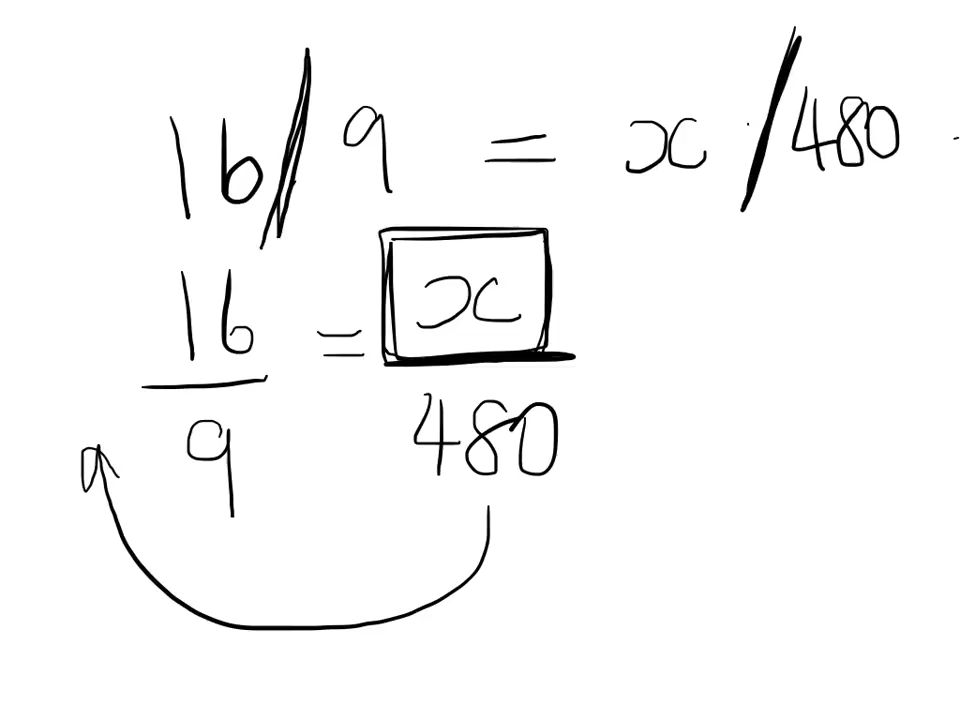 16/9 = x/480
16/9 = x/480